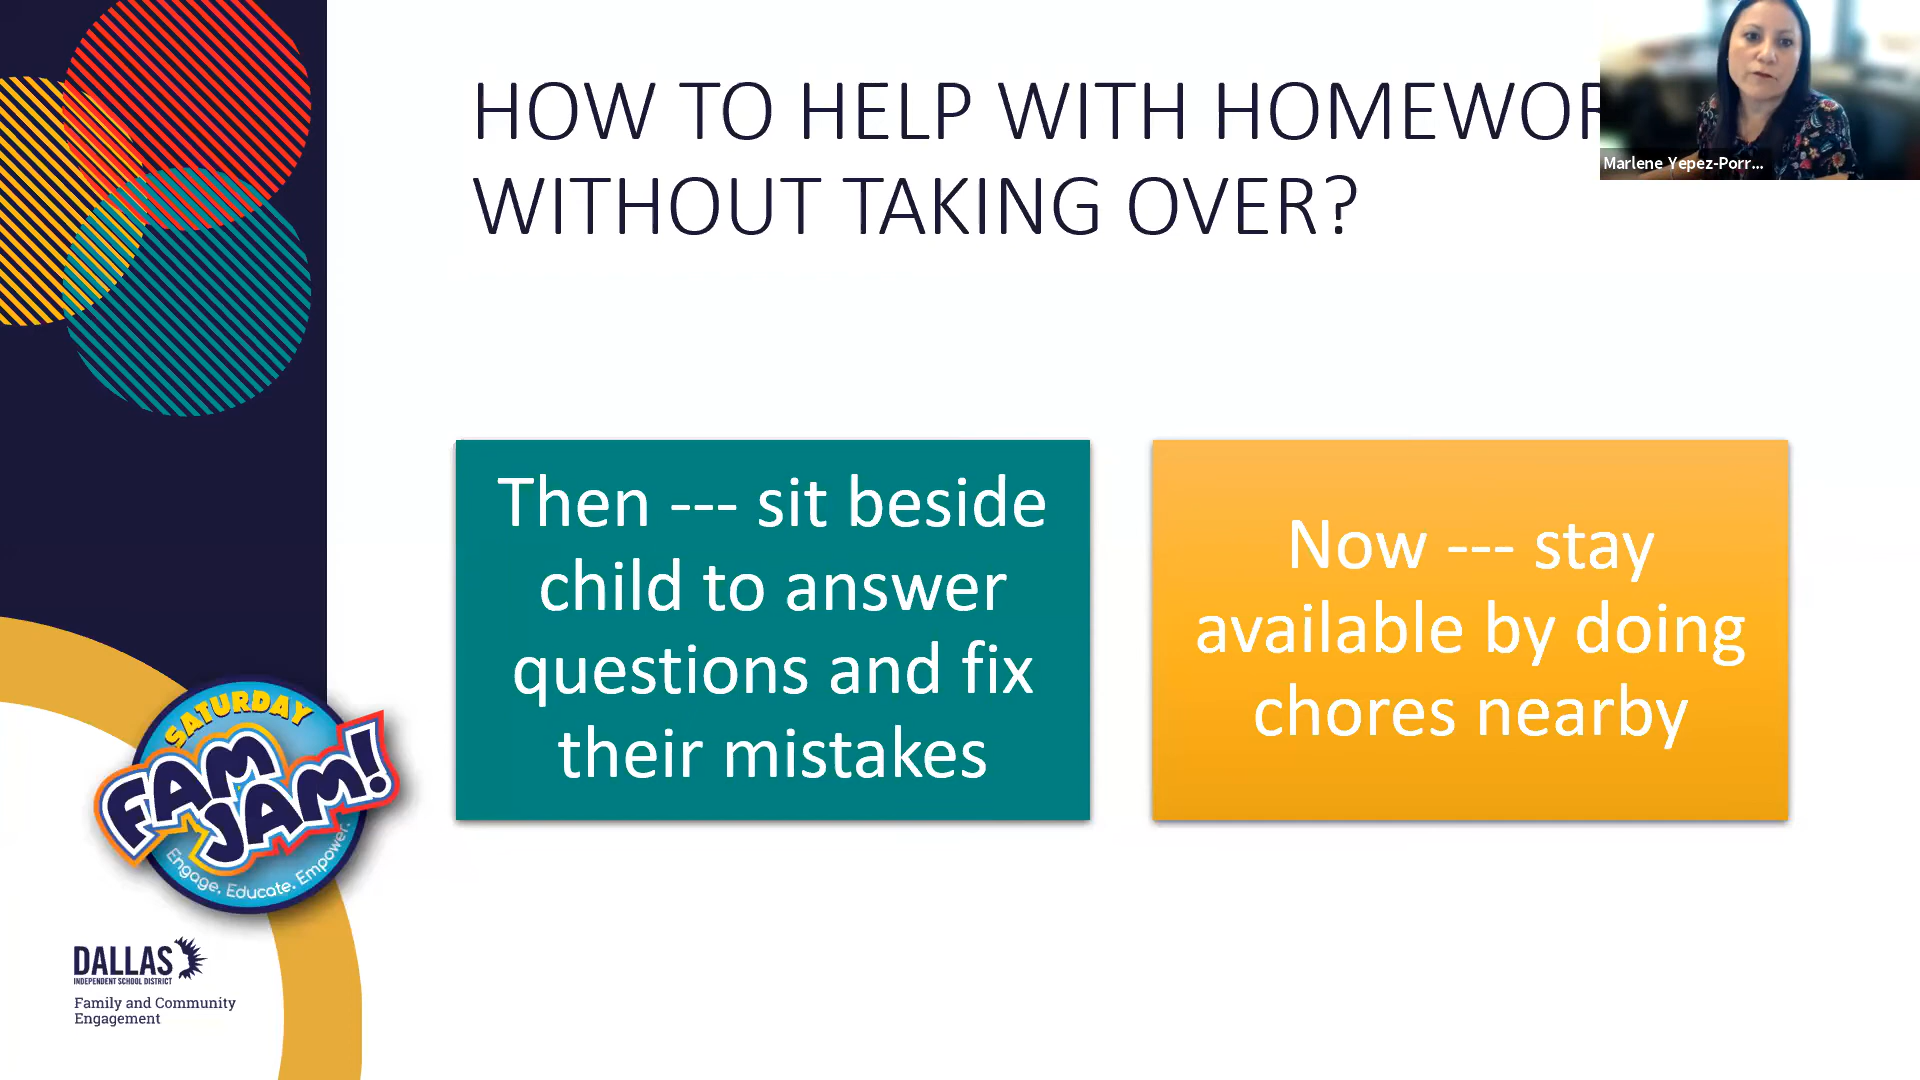 HOW TO HELP WITH HOMEWOR
WITHOUT TAKING OVER?
Marlene Yepez-Porr...
Then --- sit beside
child to answer
questions and fix
their mistakes
Now --- stay
available by doing
chores nearby
SATURDAY
FAM
JAM!
Engage. Educate. Empower.
DALLAS
INDEPENDENT SCHOOL DISTRICT
Family and Community
Engagement